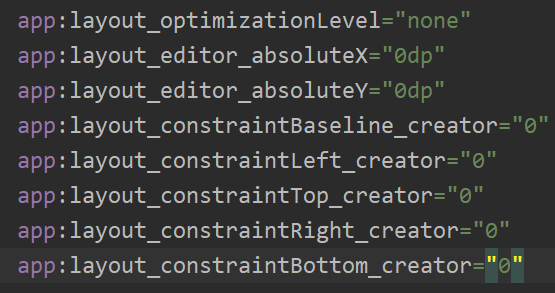 app:layout_optimizationLevel="none"
app:layout_editor_absoluteX="0dp"
app:layout_editor_absoluteY="0dp"
app:layout_constraintBaseline_creator="0"
app:layout_constraintLeft_creator="0"
app:layout_constraintTop_creator="0"
app:layout_constraintRight_creator="0"
app:layout_constraintBottom_creator="0"